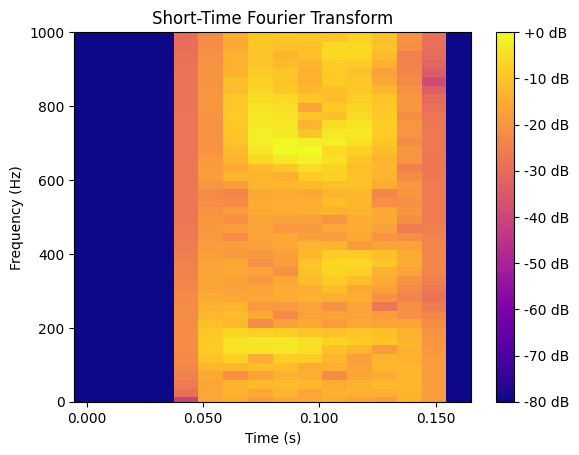 Short-Time Fourier Transform
1000
800
600
400
200
0
Frequency (Hz)
0.000
0.050
0.100
0.150
Time (s)
+0 dB
-10 dB
-20 dB
-30 dB
-40 dB
-50 dB
-60 dB
-70 dB
-80 dB